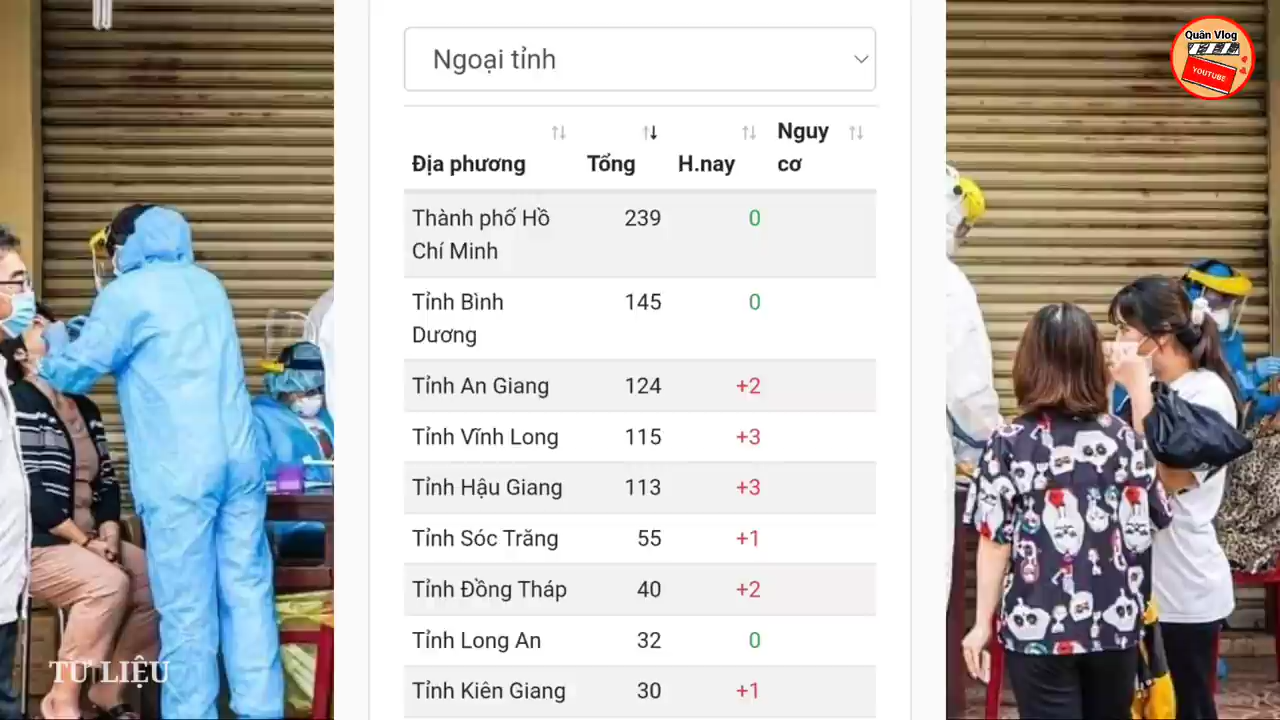 Quân Vlog
YOUTUBE
Ngoại tỉnh
Địa phương Tổng H.nay Nguy cơ
Thành phố Hồ Chí Minh 239 0
Tỉnh Bình Dương 145 0
Tỉnh An Giang 124 +2
Tỉnh Vĩnh Long 115 +3
Tỉnh Hậu Giang 113 +3
Tỉnh Sóc Trăng 55 +1
Tỉnh Đồng Tháp 40 +2
Tỉnh Long An 32 0
Tỉnh Kiên Giang 30 +1
TƯ LIỆU